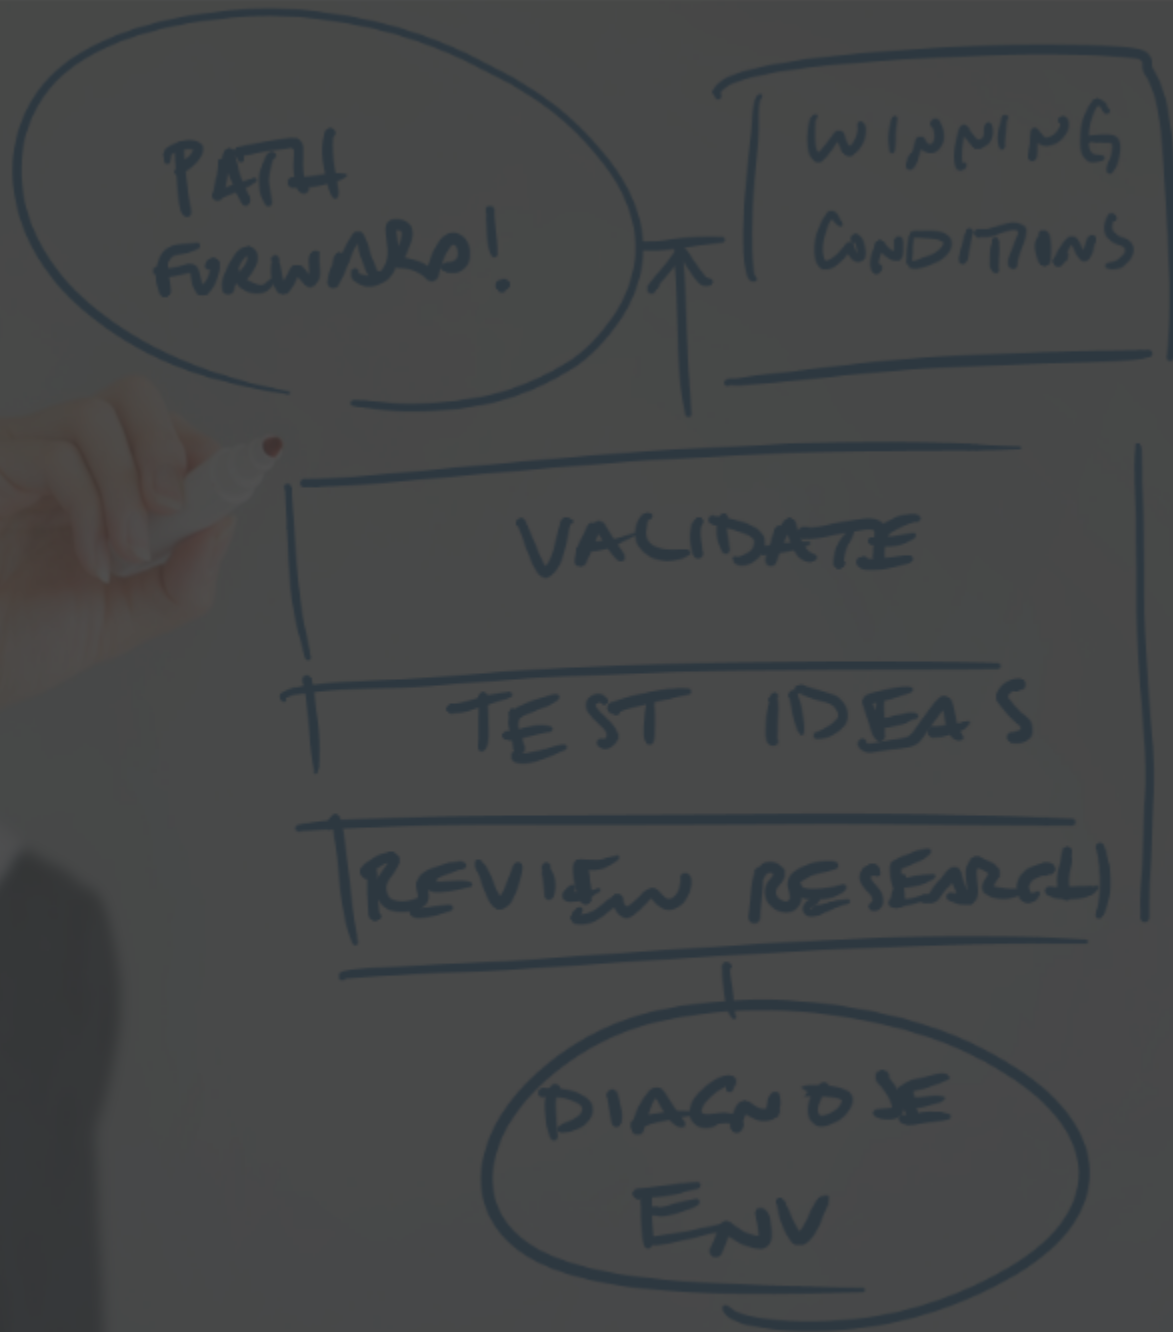 PATH
FORWARD!
WINNING
CONDITIONS
VALIDATE
TEST IDEAS
REVIEW RESEARCH
DIAGNOSE
ENV